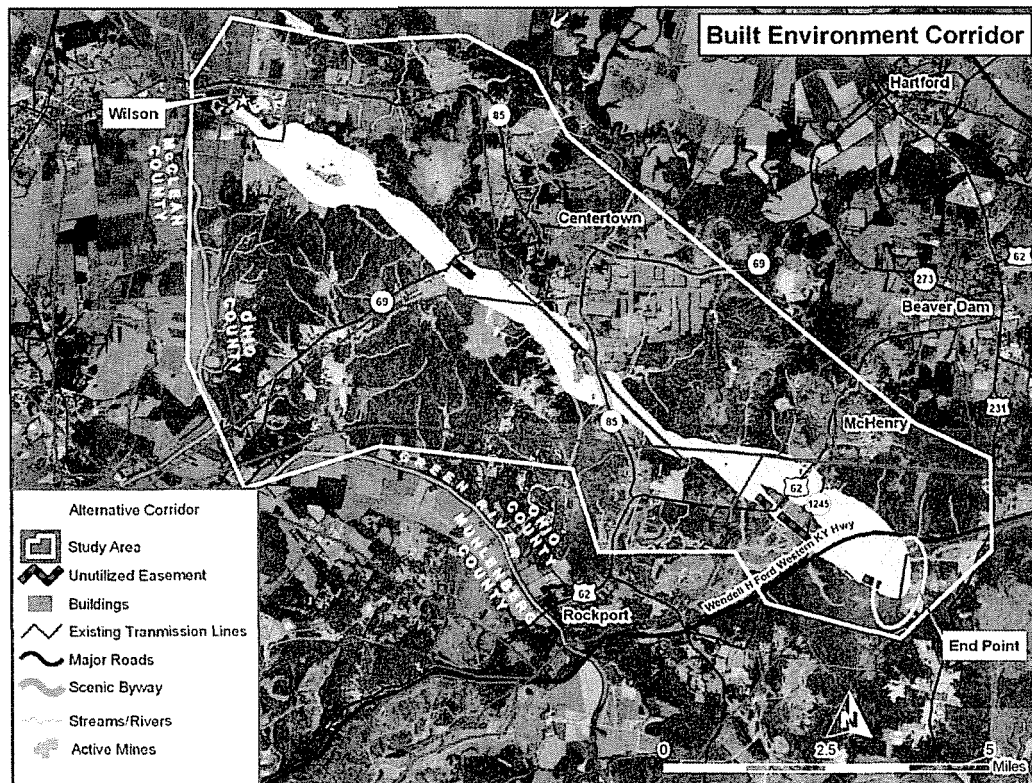 Built Environment Corridor
Hartford
Wilson
85
McLEAN
COUNTY
Centertown
62
69
273
69
Beaver Dam
OHIO
COUNTY
231
McHenry
85
62
1245
GREEN RIVER
OHIO
COUNTY
MUHLENBERG
COUNTY
Wendell H Ford Western KY Hwy
62
Rockport
End Point
Alternative Corridor
Study Area
Unutilized Easement
Buildings
Existing Tranmission Lines
Major Roads
Scenic Byway
Streams/Rivers
Active Mines
N
0
2.5
5
Miles